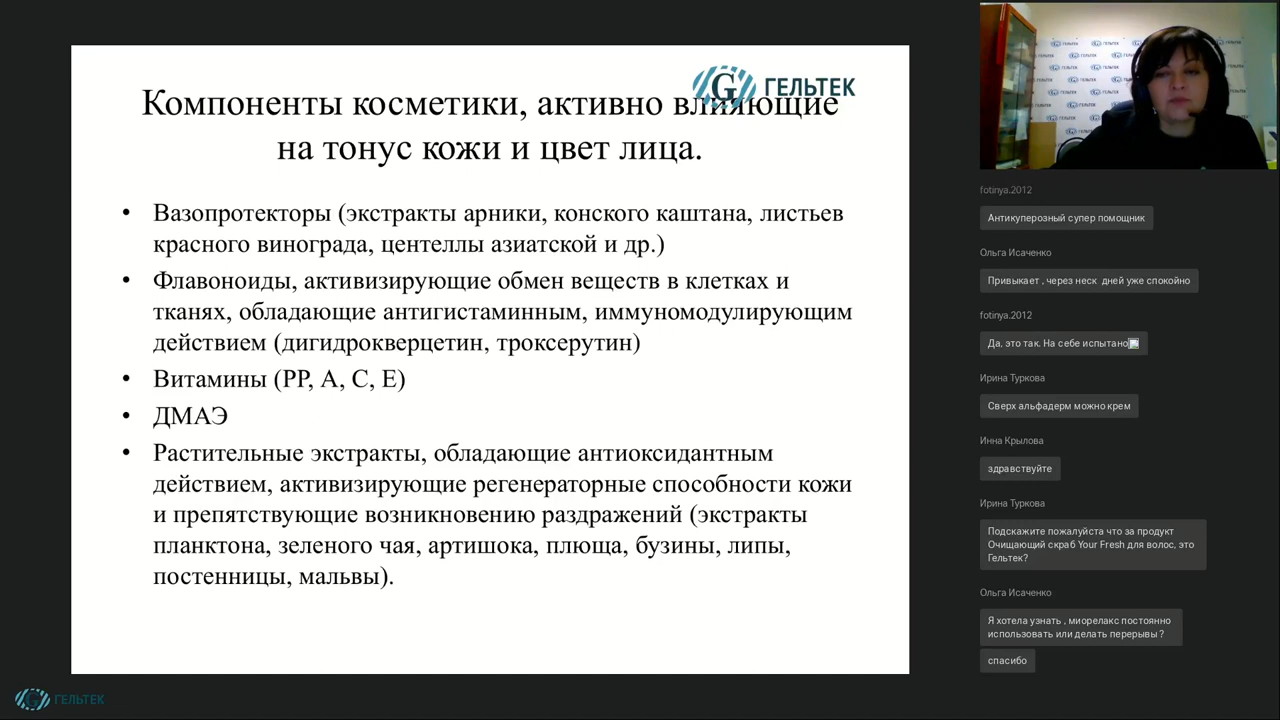 ГЕЛЬТЕК
Компоненты косметики, активно влияющие
на тонус кожи и цвет лица.
• Вазопротекторы (экстракты арники, конского каштана, листьев
красного винограда, центеллы азиатской и др.)
• Флавоноиды, активизирующие обмен веществ в клетках и
тканях, обладающие антигистаминным, иммуномодулирующим
действием (дигидрокверцетин, троксерутин)
• Витамины (РР, А, С, Е)
• ДМАЭ
• Растительные экстракты, обладающие антиоксидантным
действием, активизирующие регенераторные способности кожи
и препятствующие возникновению раздражений (экстракты
планктона, зеленого чая, артишока, плюща, бузины, липы,
постенницы, мальвы).
ГЕЛЬТЕК
fotinya.2012
Антикуперозный супер помощник
Ольга Исаченко
Привыкает , через неск дней уже спокойно
fotinya.2012
Да, это так. На себе испытано
Ирина Туркова
Сверх альфадерм можно крем
Инна Крылова
здравствуйте
Ирина Туркова
Подскажите пожалуйста что за продукт
Очищающий скраб Your Fresh для волос, это
Гельтек?
Ольга Исаченко
Я хотела узнать , миорелакс постоянно
использовать или делать перерывы ?
спасибо